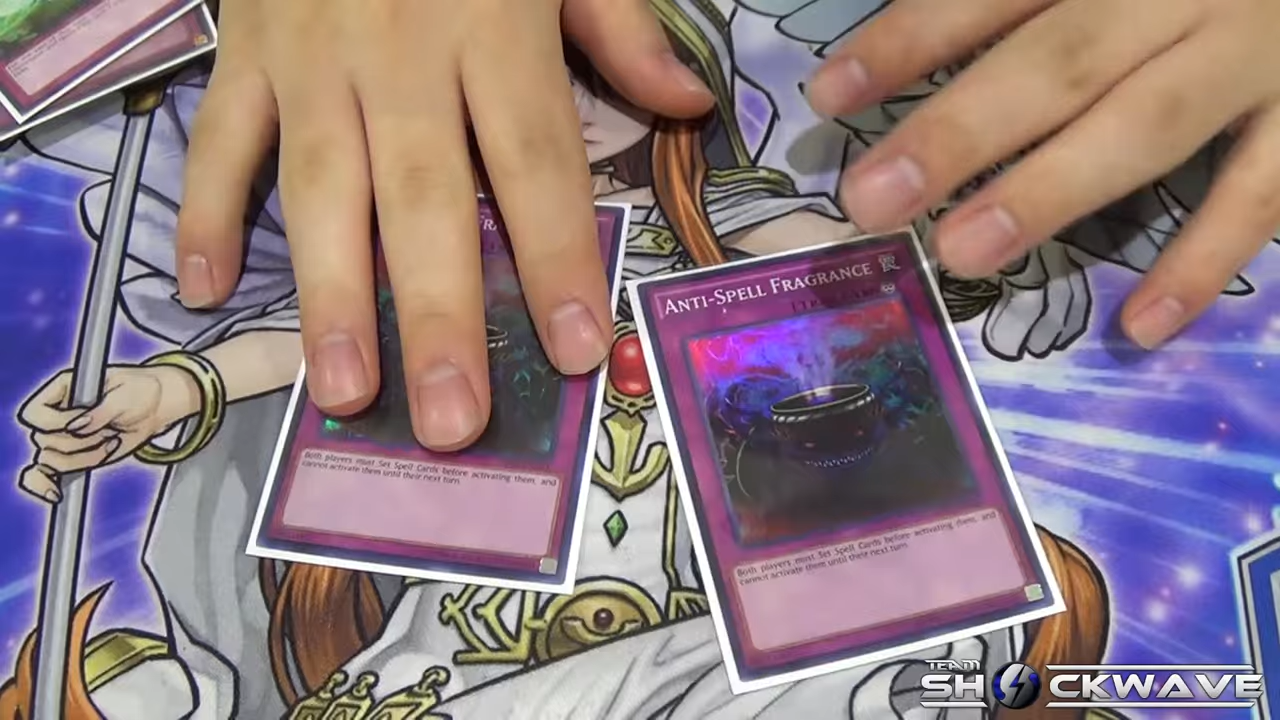 ANTI-SPELL FRAGRANCE
Both players must Set Spell Cards before activating them, and
cannot activate them until their next turn.
Both players must Set Spell Cards before activating them, and
cannot activate them until their next turn.
TEAM
SHOCKWAVE